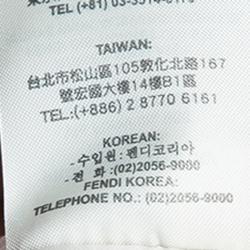 TEL (+81) 03-3514-
TAIWAN:
台北市松山區105敦化北路167
號宏國大樓14樓B1區
TEL.:(+886) 2 8770 6161
KOREAN:
- 수입원 : 펜디코리아
- 전 화 :(02)2056-9000
FENDI KOREA:
TELEPHONE NO.: (02)2056-9000